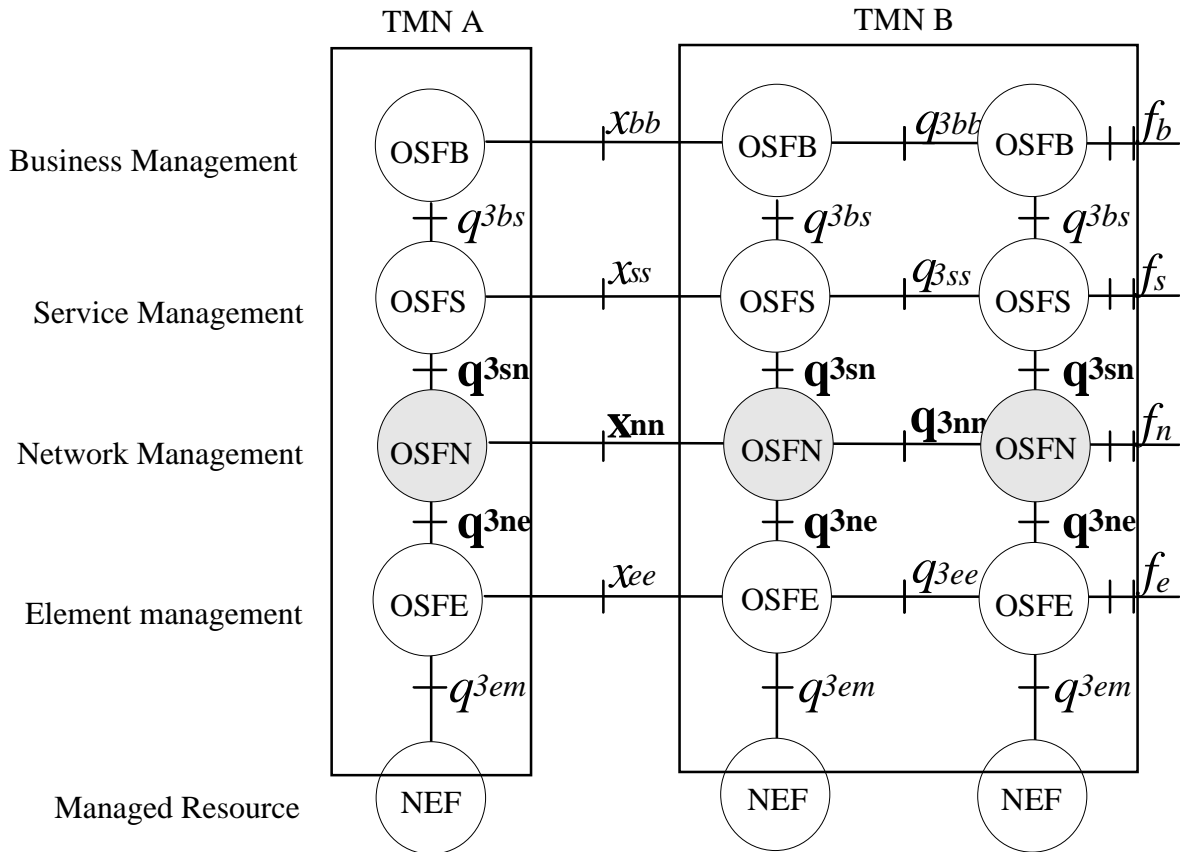 TMN A
TMN B
Business Management
OSFB
xbb
OSFB
q3bb
OSFB
fb
q3bs
q3bs
q3bs
Service Management
OSFS
xss
OSFS
q3ss
OSFS
fs
q3sn
q3sn
q3sn
Network Management
OSFN
xnn
OSFN
q3nn
OSFN
fn
q3ne
q3ne
q3ne
Element management
OSFE
xee
OSFE
q3ee
OSFE
fe
q3em
q3em
q3em
Managed Resource
NEF
NEF
NEF